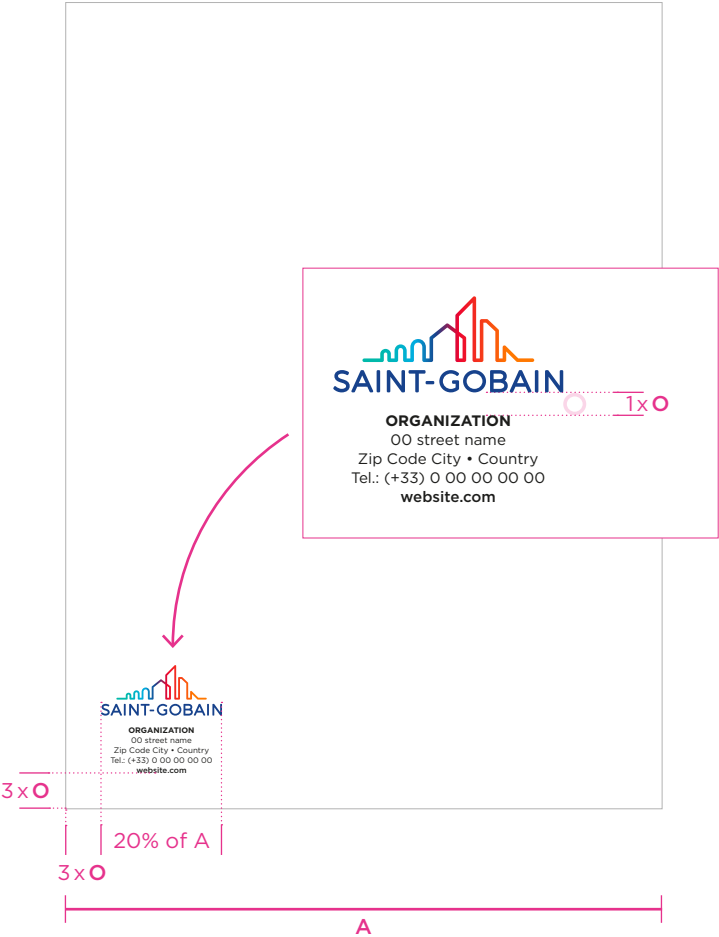 SAINT-GOBAIN
1 x O
ORGANIZATION
00 street name
Zip Code City • Country
Tel.: (+33) 0 00 00 00 00
website.com
SAINT-GOBAIN
ORGANIZATION
00 street name
Zip Code City • Country
Tel.: (+33) 0 00 00 00 00
website.com
3 x O
20% of A
3 x O
A